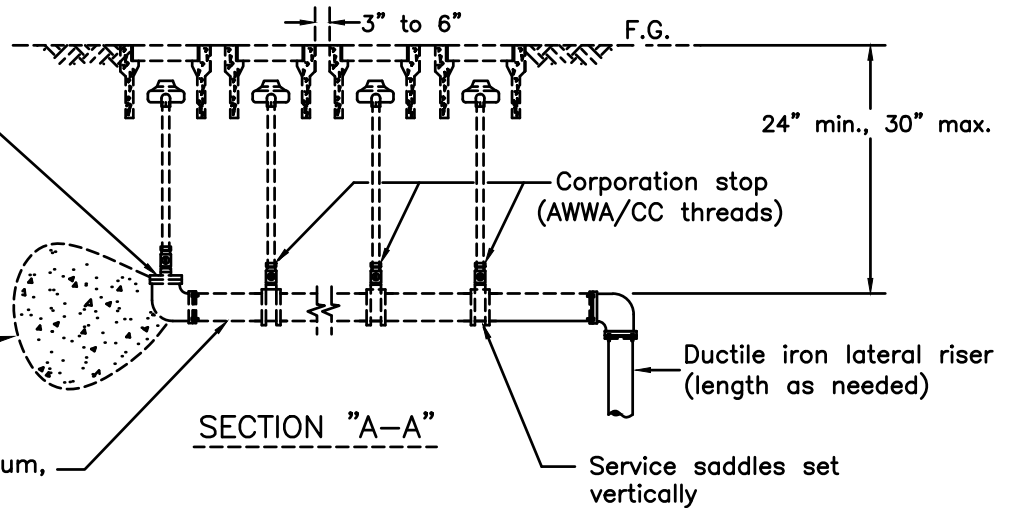 3" to 6"
F.G.
24" min., 30" max.
Corporation stop
(AWWA/CC threads)
Ductile iron lateral riser
(length as needed)
SECTION "A-A"
um,
Service saddles set
vertically